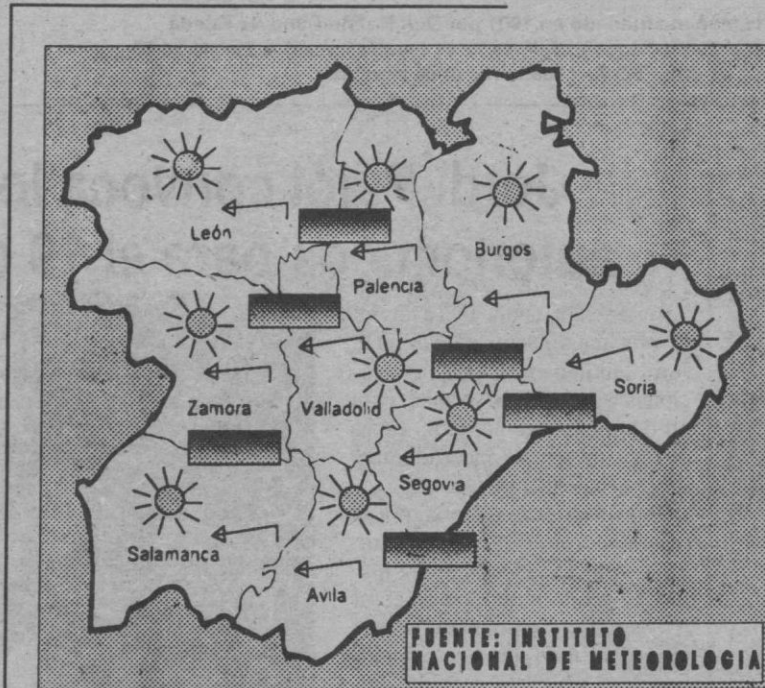 León
Palencia
Burgos
Zamora
Valladolid
Soria
Segovia
Salamanca
Avila
FUENTE: INSTITUTO
NACIONAL DE METEOROLOGIA